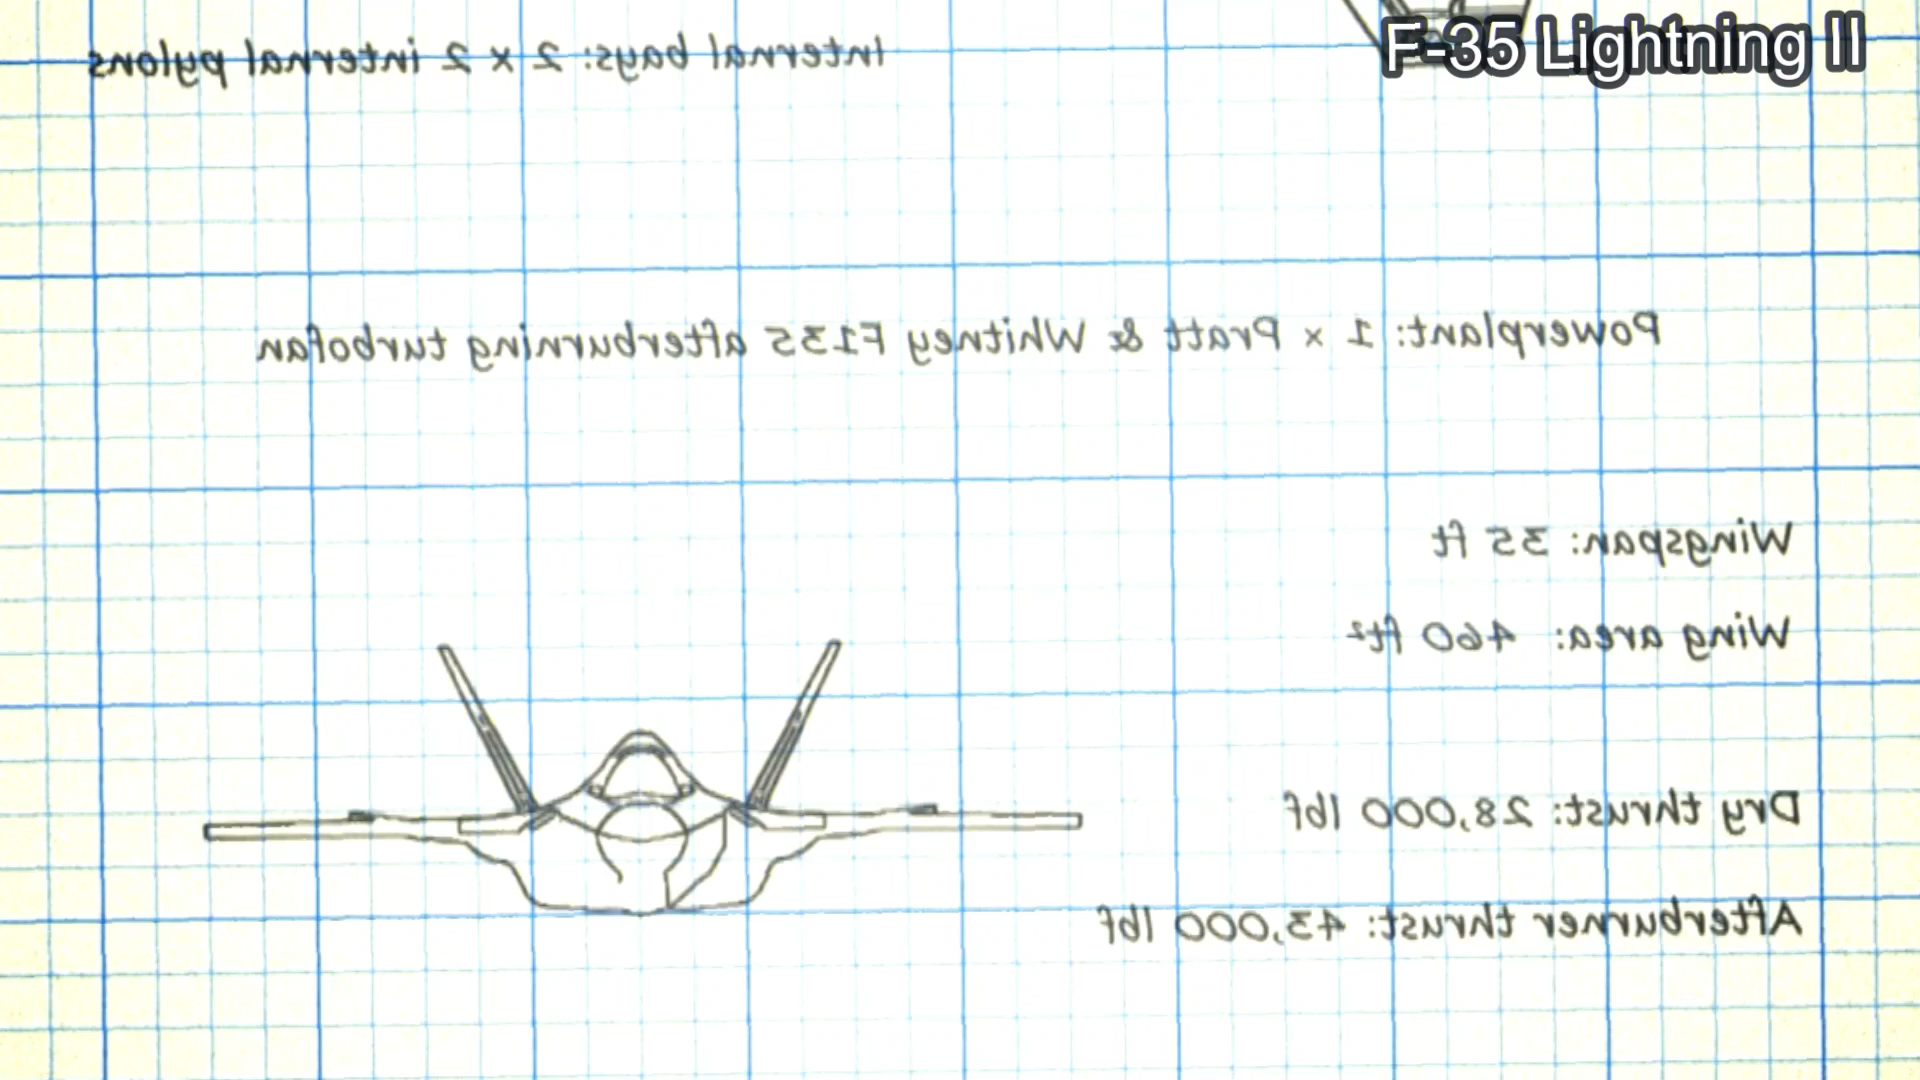 F-35 Lightning II
Internal bays: 2 x 2 internal pylons
Powerplant: 1 x Pratt & Whitney F135 afterburning turbofan
Wingspan: 35 ft
Wing area: 460 ft²
Dry thrust: 28,000 lbf
Afterburner thrust: 43,000 lbf